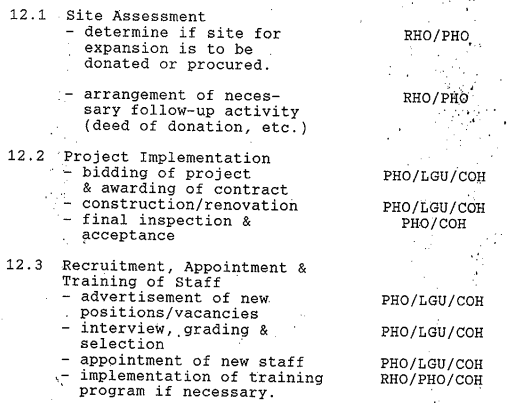 12.1 Site Assessment
- determine if site for RHO/PHO
expansion is to be
donated or procured.
- arrangement of neces- RHO/PHO
sary follow-up activity
(deed of donation, etc.)
12.2 Project Implementation
- bidding of project PHO/LGU/COH
& awarding of contract
- construction/renovation PHO/LGU/COH
- final inspection & PHO/COH
acceptance
12.3 Recruitment, Appointment &
Training of Staff
- advertisement of new PHO/LGU/COH
positions/vacancies
- interview, grading & PHO/LGU/COH
selection
- appointment of new staff PHO/LGU/COH
- implementation of training RHO/PHO/COH
program if necessary.